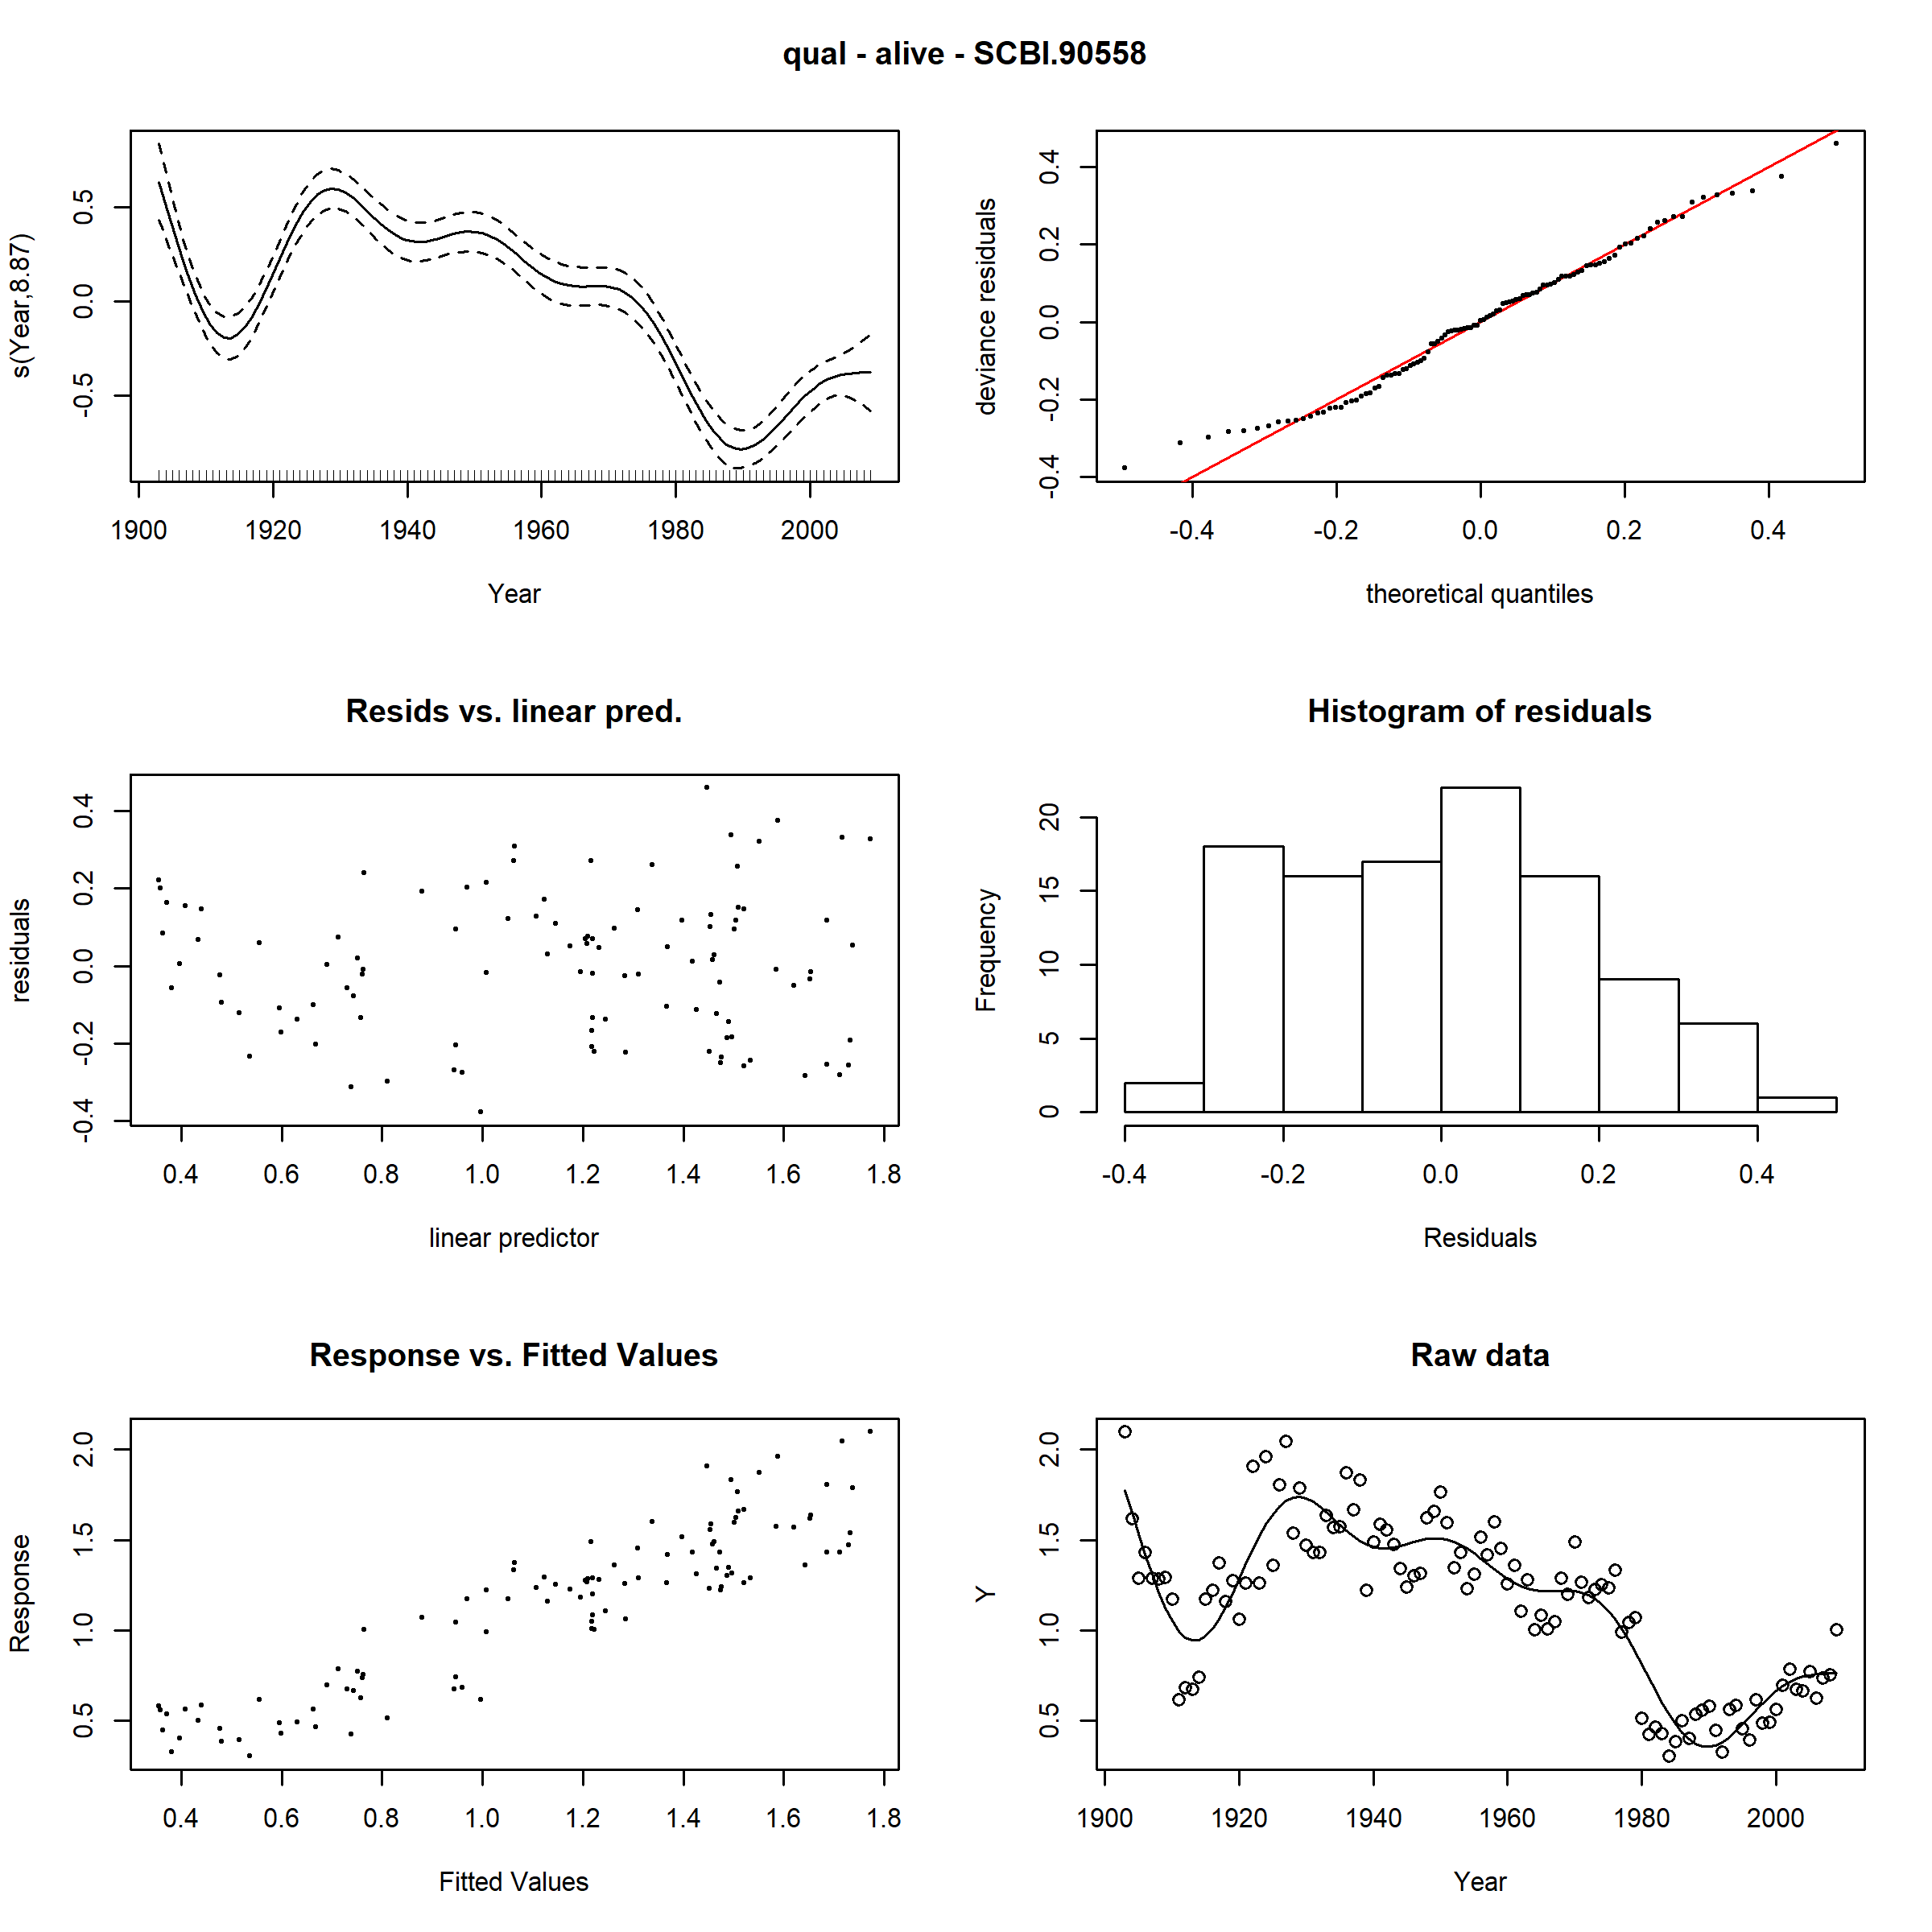 qual - alive - SCBI.90558
s(Year,8.87)
0.5
0.0
-0.5
1900 1920 1940 1960 1980 2000
Year
deviance residuals
0.4
0.2
0.0
-0.2
-0.4
-0.4 -0.2 0.0 0.2 0.4
theoretical quantiles
Resids vs. linear pred.
residuals
0.4
0.2
0.0
-0.2
-0.4
0.4 0.6 0.8 1.0 1.2 1.4 1.6 1.8
linear predictor
Histogram of residuals
Frequency
20
15
10
5
0
-0.4 -0.2 0.0 0.2 0.4
Residuals
Response vs. Fitted Values
Response
2.0
1.5
1.0
0.5
0.4 0.6 0.8 1.0 1.2 1.4 1.6 1.8
Fitted Values
Raw data
Y
2.0
1.5
1.0
0.5
1900 1920 1940 1960 1980 2000
Year